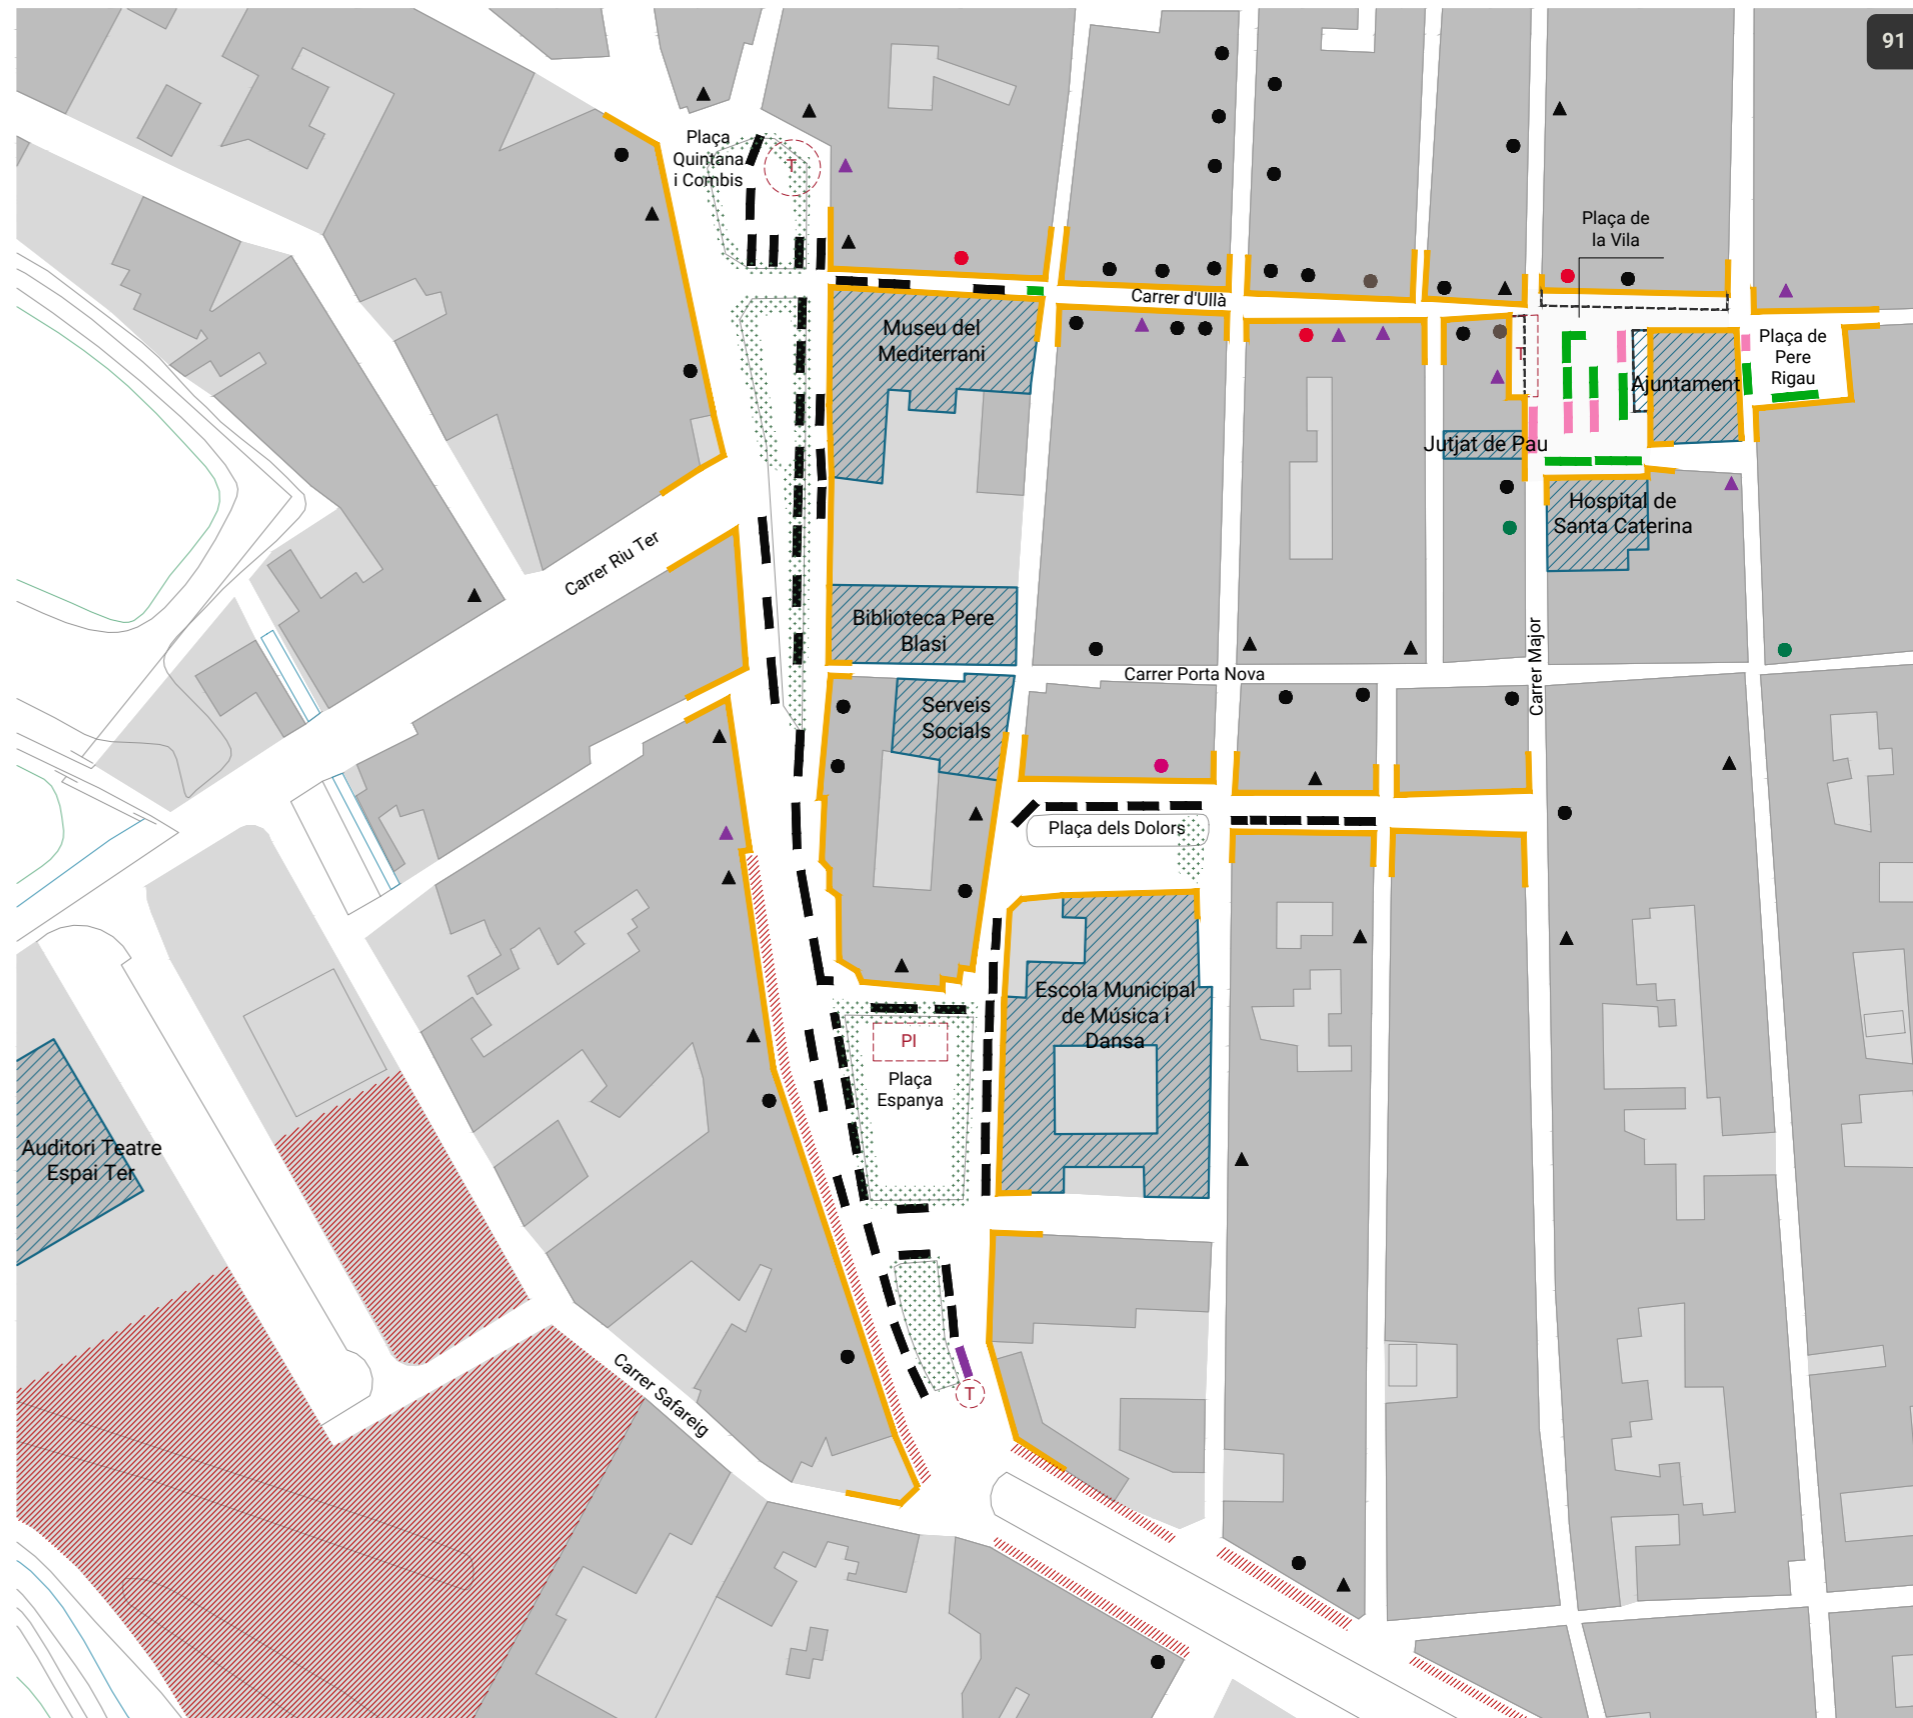 91
Plaça
Quintana
i Combis
T
Plaça de
la Vila
Carrer d'Ullà
Museu del
Mediterrani
T
Plaça de
Pere
Rigau
Ajuntament
Jutjat de Pau
Hospital de
Santa Caterina
Carrer Riu Ter
Biblioteca Pere
Blasi
Carrer Porta Nova
Carrer Major
Serveis
Socials
Plaça dels Dolors
Escola Municipal
de Música i
Dansa
PI
Plaça
Espanya
Auditori Teatre
Espai Ter
Carrer Safareig
T